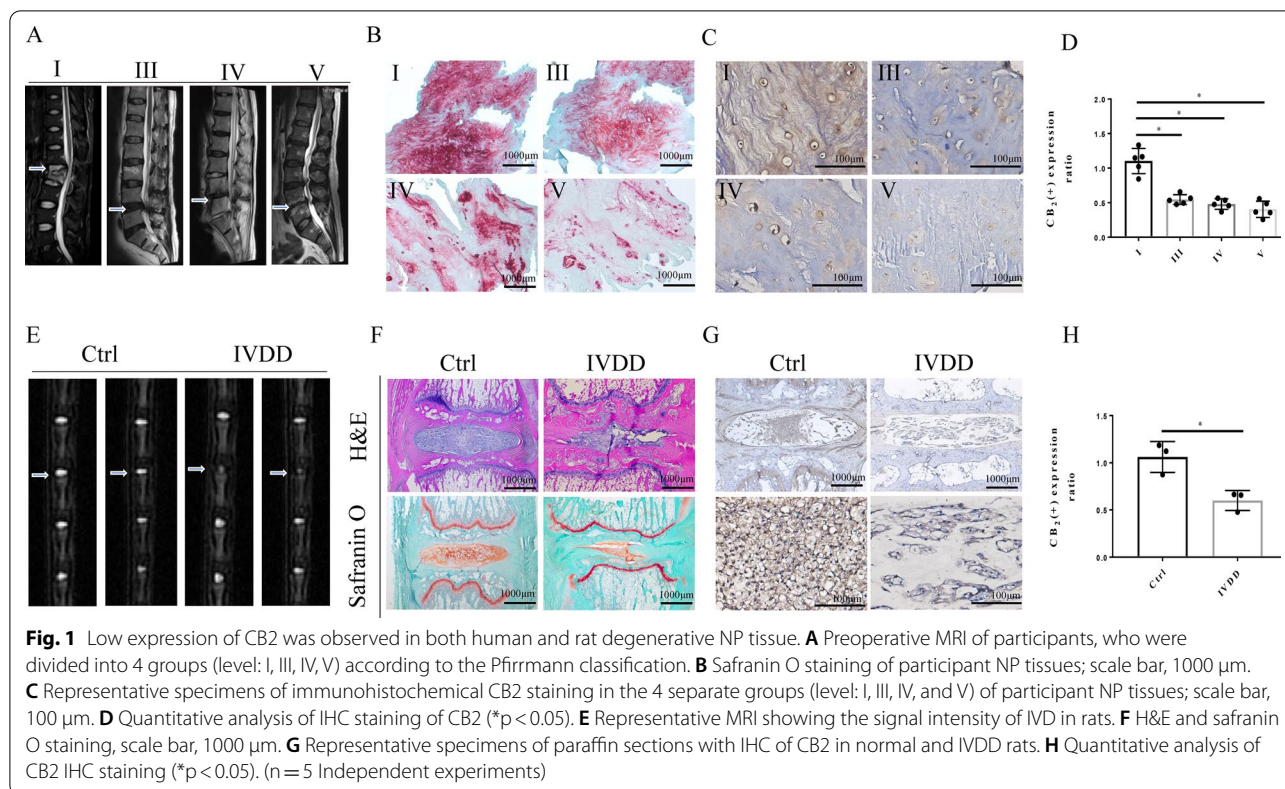 A
I III IV V
B
I III
1000μm 1000μm
IV V
1000μm 1000μm
C
I III
100μm 100μm
IV V
100μm 100μm
D
CB2(+) expression
ratio
2.0
1.5
1.0
0.5
0.0
* * *
I III IV V
E
Ctrl IVDD
F
Ctrl IVDD
H&E
1000μm 1000μm
Safranin O
1000μm 1000μm
G
Ctrl IVDD
1000μm 1000μm
100μm 100μm
H
CB2(+) expression
ratio
1.5
1.0
0.5
0.0
*
Ctrl IVDD
Fig. 1 Low expression of CB2 was observed in both human and rat degenerative NP tissue. A Preoperative MRI of participants, who were
divided into 4 groups (level: I, III, IV, V) according to the Pfirrmann classification. B Safranin O staining of participant NP tissues; scale bar, 1000 μm.
C Representative specimens of immunohistochemical CB2 staining in the 4 separate groups (level: I, III, IV, and V) of participant NP tissues; scale bar,
100 μm. D Quantitative analysis of IHC staining of CB2 (*p < 0.05). E Representative MRI showing the signal intensity of IVD in rats. F H&E and safranin
O staining, scale bar, 1000 μm. G Representative specimens of paraffin sections with IHC of CB2 in normal and IVDD rats. H Quantitative analysis of
CB2 IHC staining (*p < 0.05). (n = 5 Independent experiments)